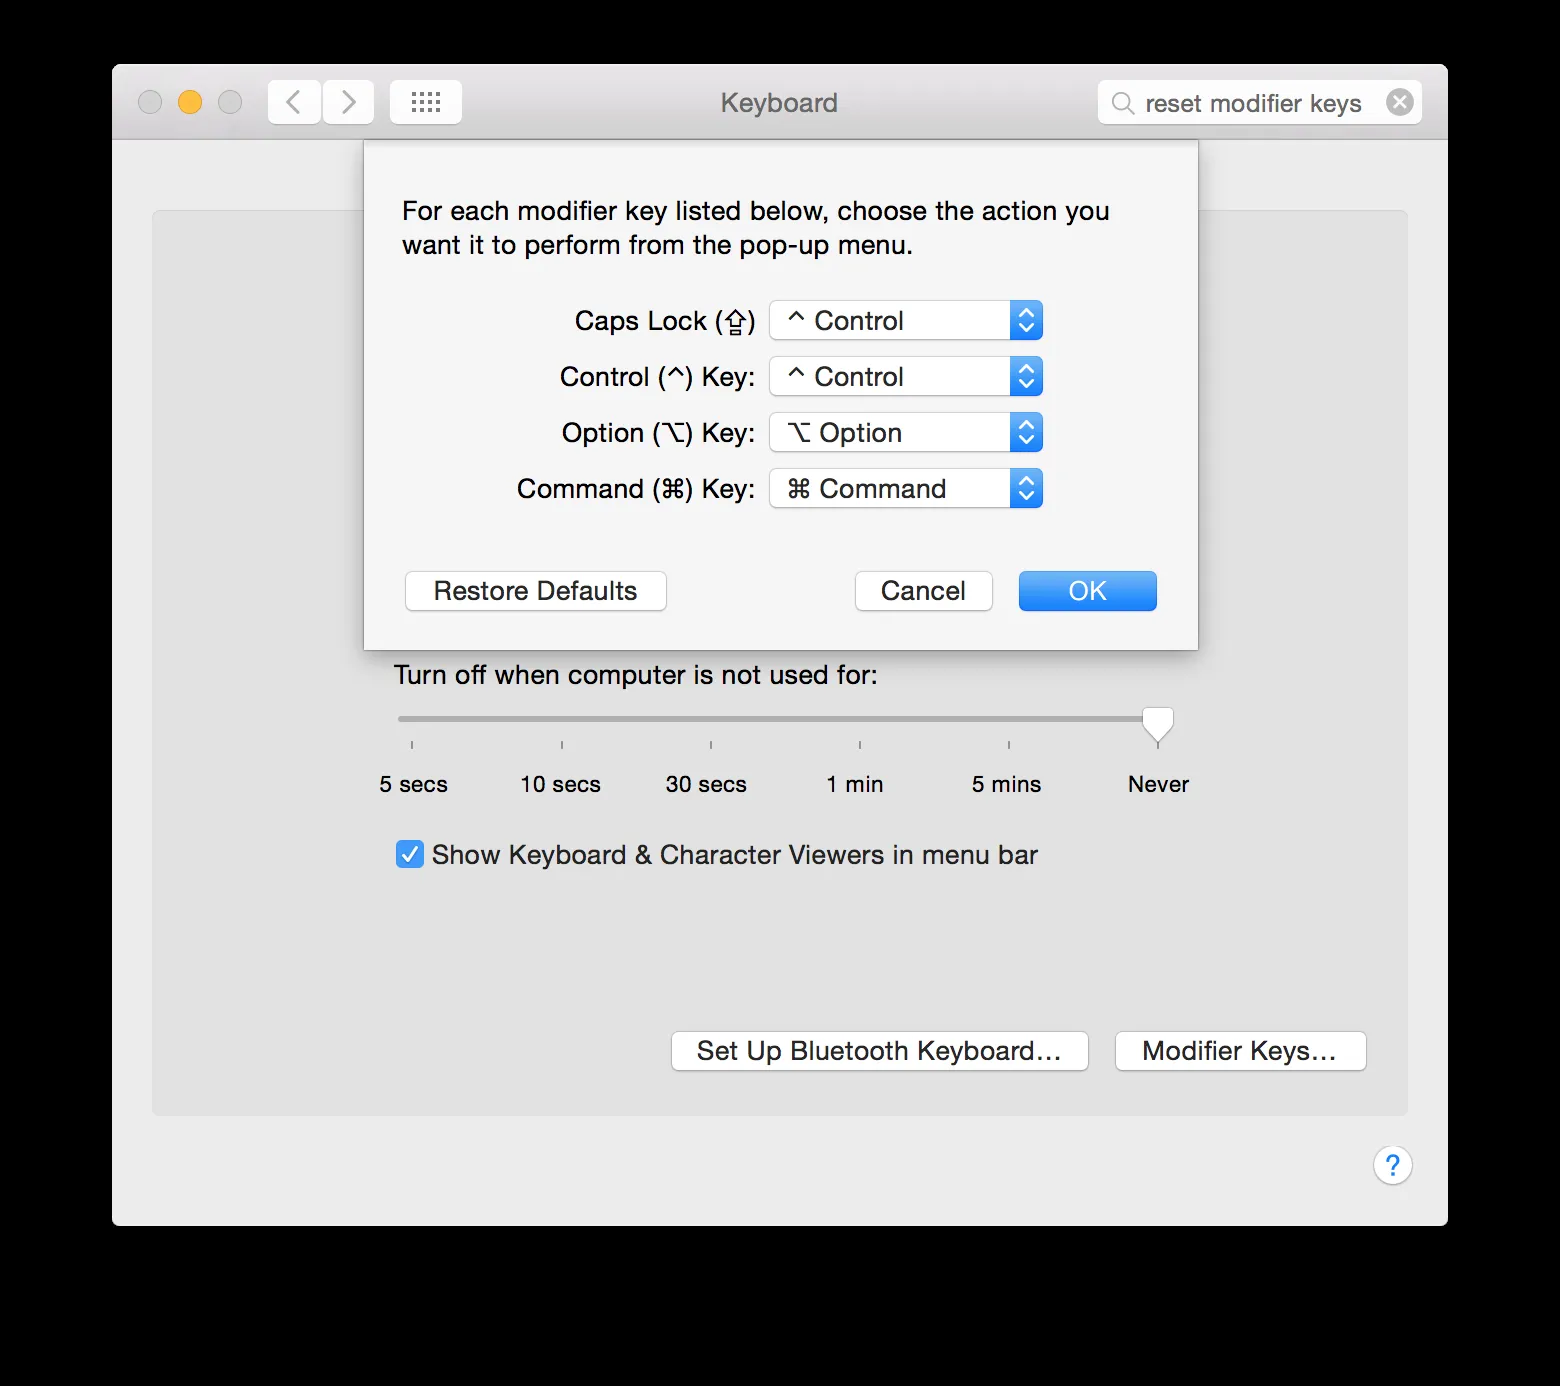 Keyboard
reset modifier keys
For each modifier key listed below, choose the action you
want it to perform from the pop-up menu.
Caps Lock (⇪) ⌃ Control
Control (⌃) Key: ⌃ Control
Option (⌥) Key: ⌥ Option
Command (⌘) Key: ⌘ Command
Restore Defaults Cancel OK
Turn off when computer is not used for:
5 secs 10 secs 30 secs 1 min 5 mins Never
Show Keyboard & Character Viewers in menu bar
Set Up Bluetooth Keyboard... Modifier Keys...
?